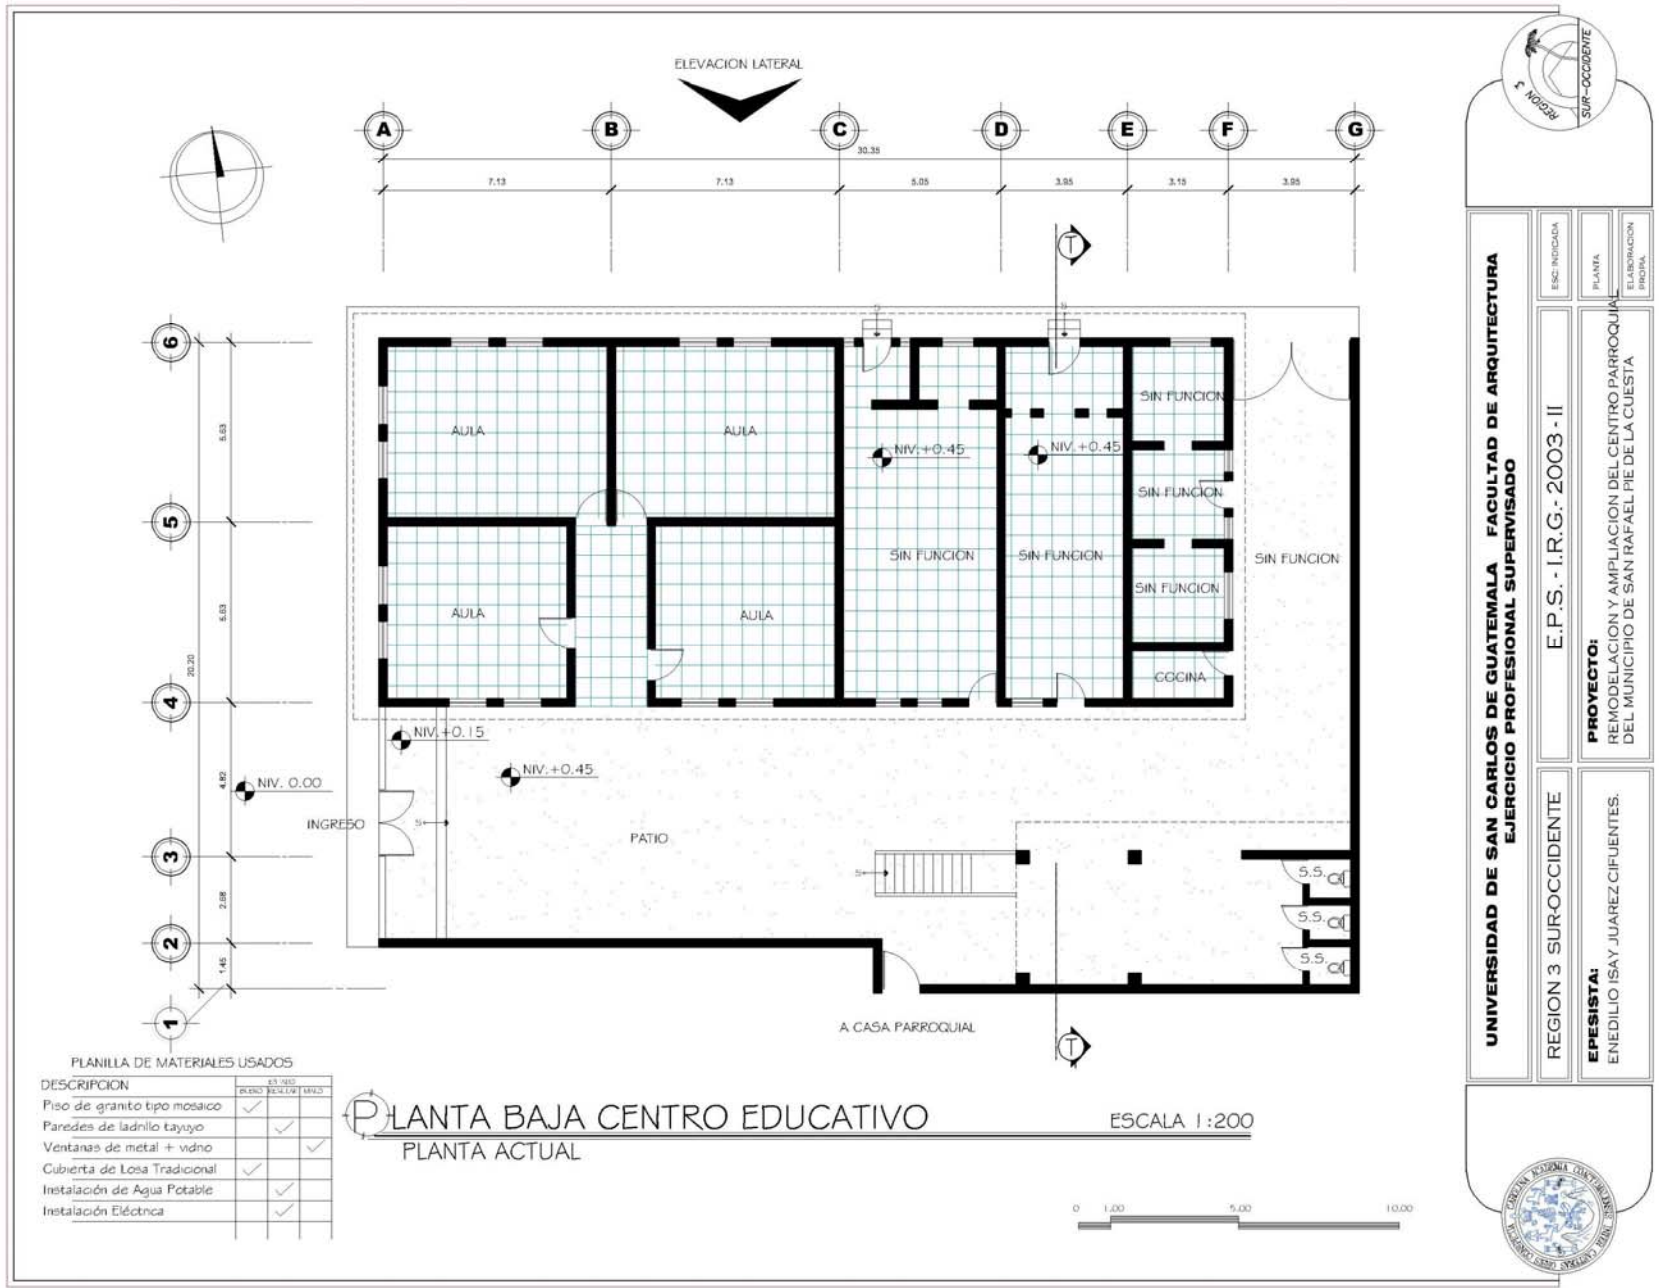 ELEVACION LATERAL
A B C D E F G
30.35
7.13 7.13 5.05 3.95 3.15 3.95
T
S S
6
5
4
3
2
1
5.63
5.63
20.20
4.82
2.68
1.45
AULA
AULA
AULA
AULA
NIV.+0.45
NIV.+0.45
SIN FUNCION
SIN FUNCION
SIN FUNCION
SIN FUNCION
SIN FUNCION
SIN FUNCION
COCINA
NIV.+0.15
NIV.+0.45
NIV. 0.00
INGRESO
S
PATIO
S
S.S.
S.S.
S.S.
A CASA PARROQUIAL
T
PLANILLA DE MATERIALES USADOS
DESCRIPCION
ESTADO
BUENO REGULAR MALO
Piso de granito tipo mosaico
Paredes de ladrillo tayuyo
Ventanas de metal + vidrio
Cubierta de Losa Tradicional
Instalación de Agua Potable
Instalación Eléctrica
PLANTA BAJA CENTRO EDUCATIVO
PLANTA ACTUAL
ESCALA 1:200
0 1.00 5.00 10.00
REGION 3
SUR-OCCIDENTE
UNIVERSIDAD DE SAN CARLOS DE GUATEMALA FACULTAD DE ARQUITECTURA
EJERCICIO PROFESIONAL SUPERVISADO
REGION 3 SUR-OCCIDENTE
E.P.S. - I.R.G.- 2003 - II
ESC: INDICADA
EPESISTA:
ENEDILIO ISAY JUAREZ CIFUENTES.
PROYECTO:
REMODELACION Y AMPLIACION DEL CENTRO PARROQUIAL
DEL MUNICIPIO DE SAN RAFAEL PIE DE LA CUESTA
PLANTA
ELABORACION
PROPIA